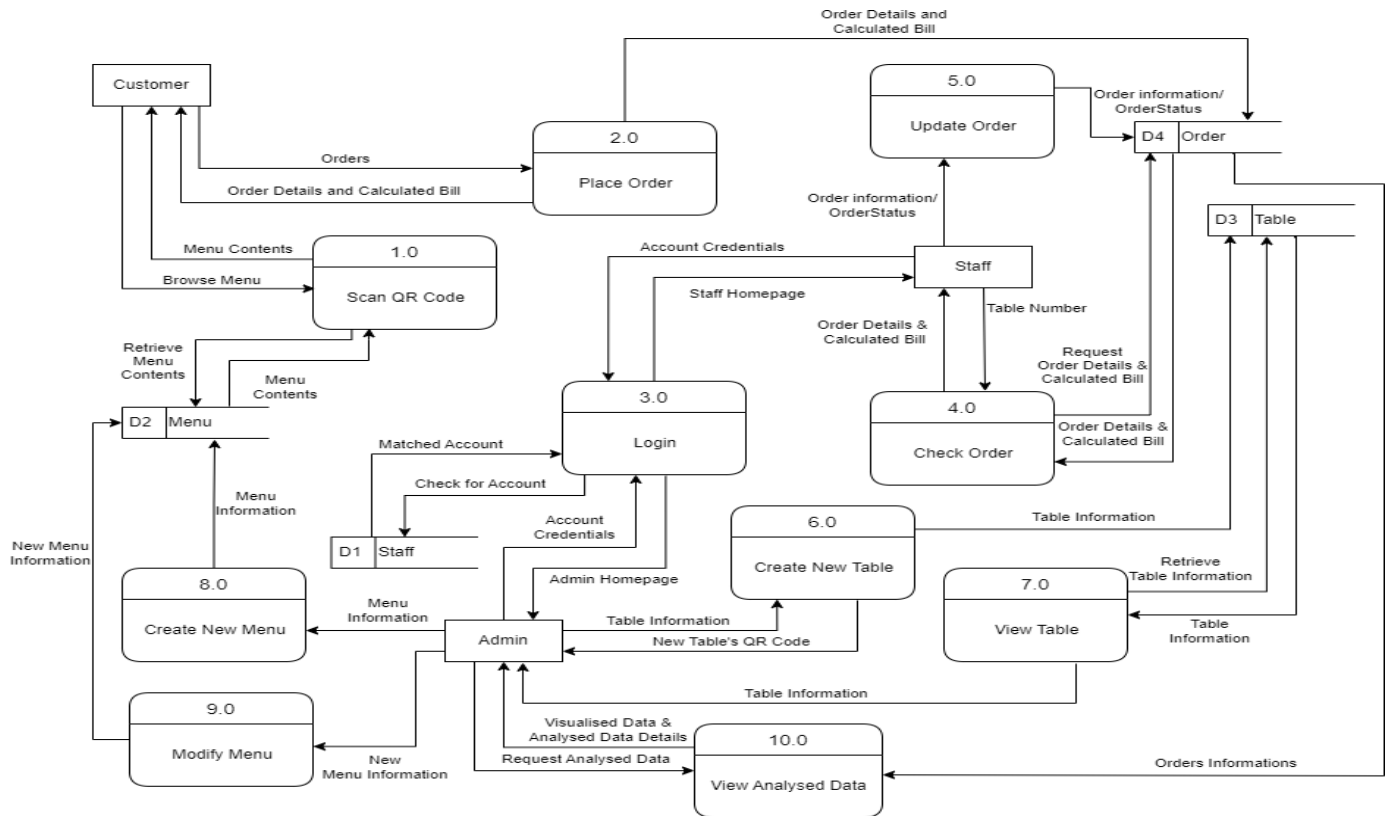 Order Details and
Calculated Bill
Customer
5.0
Update Order
Order information/
OrderStatus
D4
Order
2.0
Place Order
Orders
Order Details and Calculated Bill
Order information/
OrderStatus
D3
Table
Menu Contents
1.0
Scan QR Code
Browse Menu
Account Credentials
Staff
Staff Homepage
Table Number
Order Details &
Calculated Bill
Retrieve
Menu
Contents
Menu
Contents
Request
Order Details &
Calculated Bill
3.0
Login
4.0
Check Order
Order Details &
Calculated Bill
D2
Menu
Matched Account
Check for Account
Menu
Information
Account
Credentials
6.0
Create New Table
Table Information
New Menu
Information
D1
Staff
Admin Homepage
Retrieve
Table Information
8.0
Create New Menu
7.0
View Table
Menu
Information
Admin
Table Information
New Table's QR Code
Table
Information
Table Information
9.0
Modify Menu
New
Menu Information
Visualised Data &
Analysed Data Details
Request Analysed Data
10.0
View Analysed Data
Orders Informations